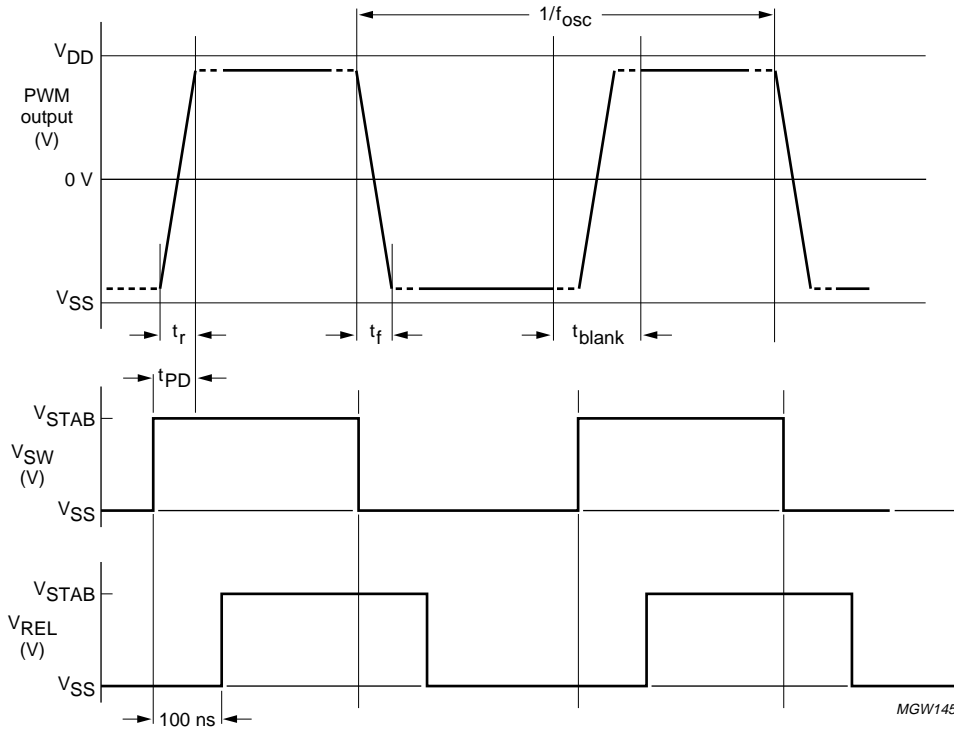 1/fosc
VDD
PWM
output
(V)
0 V
VSS
tr
tf
tblank
tPD
VSTAB
VSW
(V)
VSS
VSTAB
VREL
(V)
VSS
100 ns
MGW145